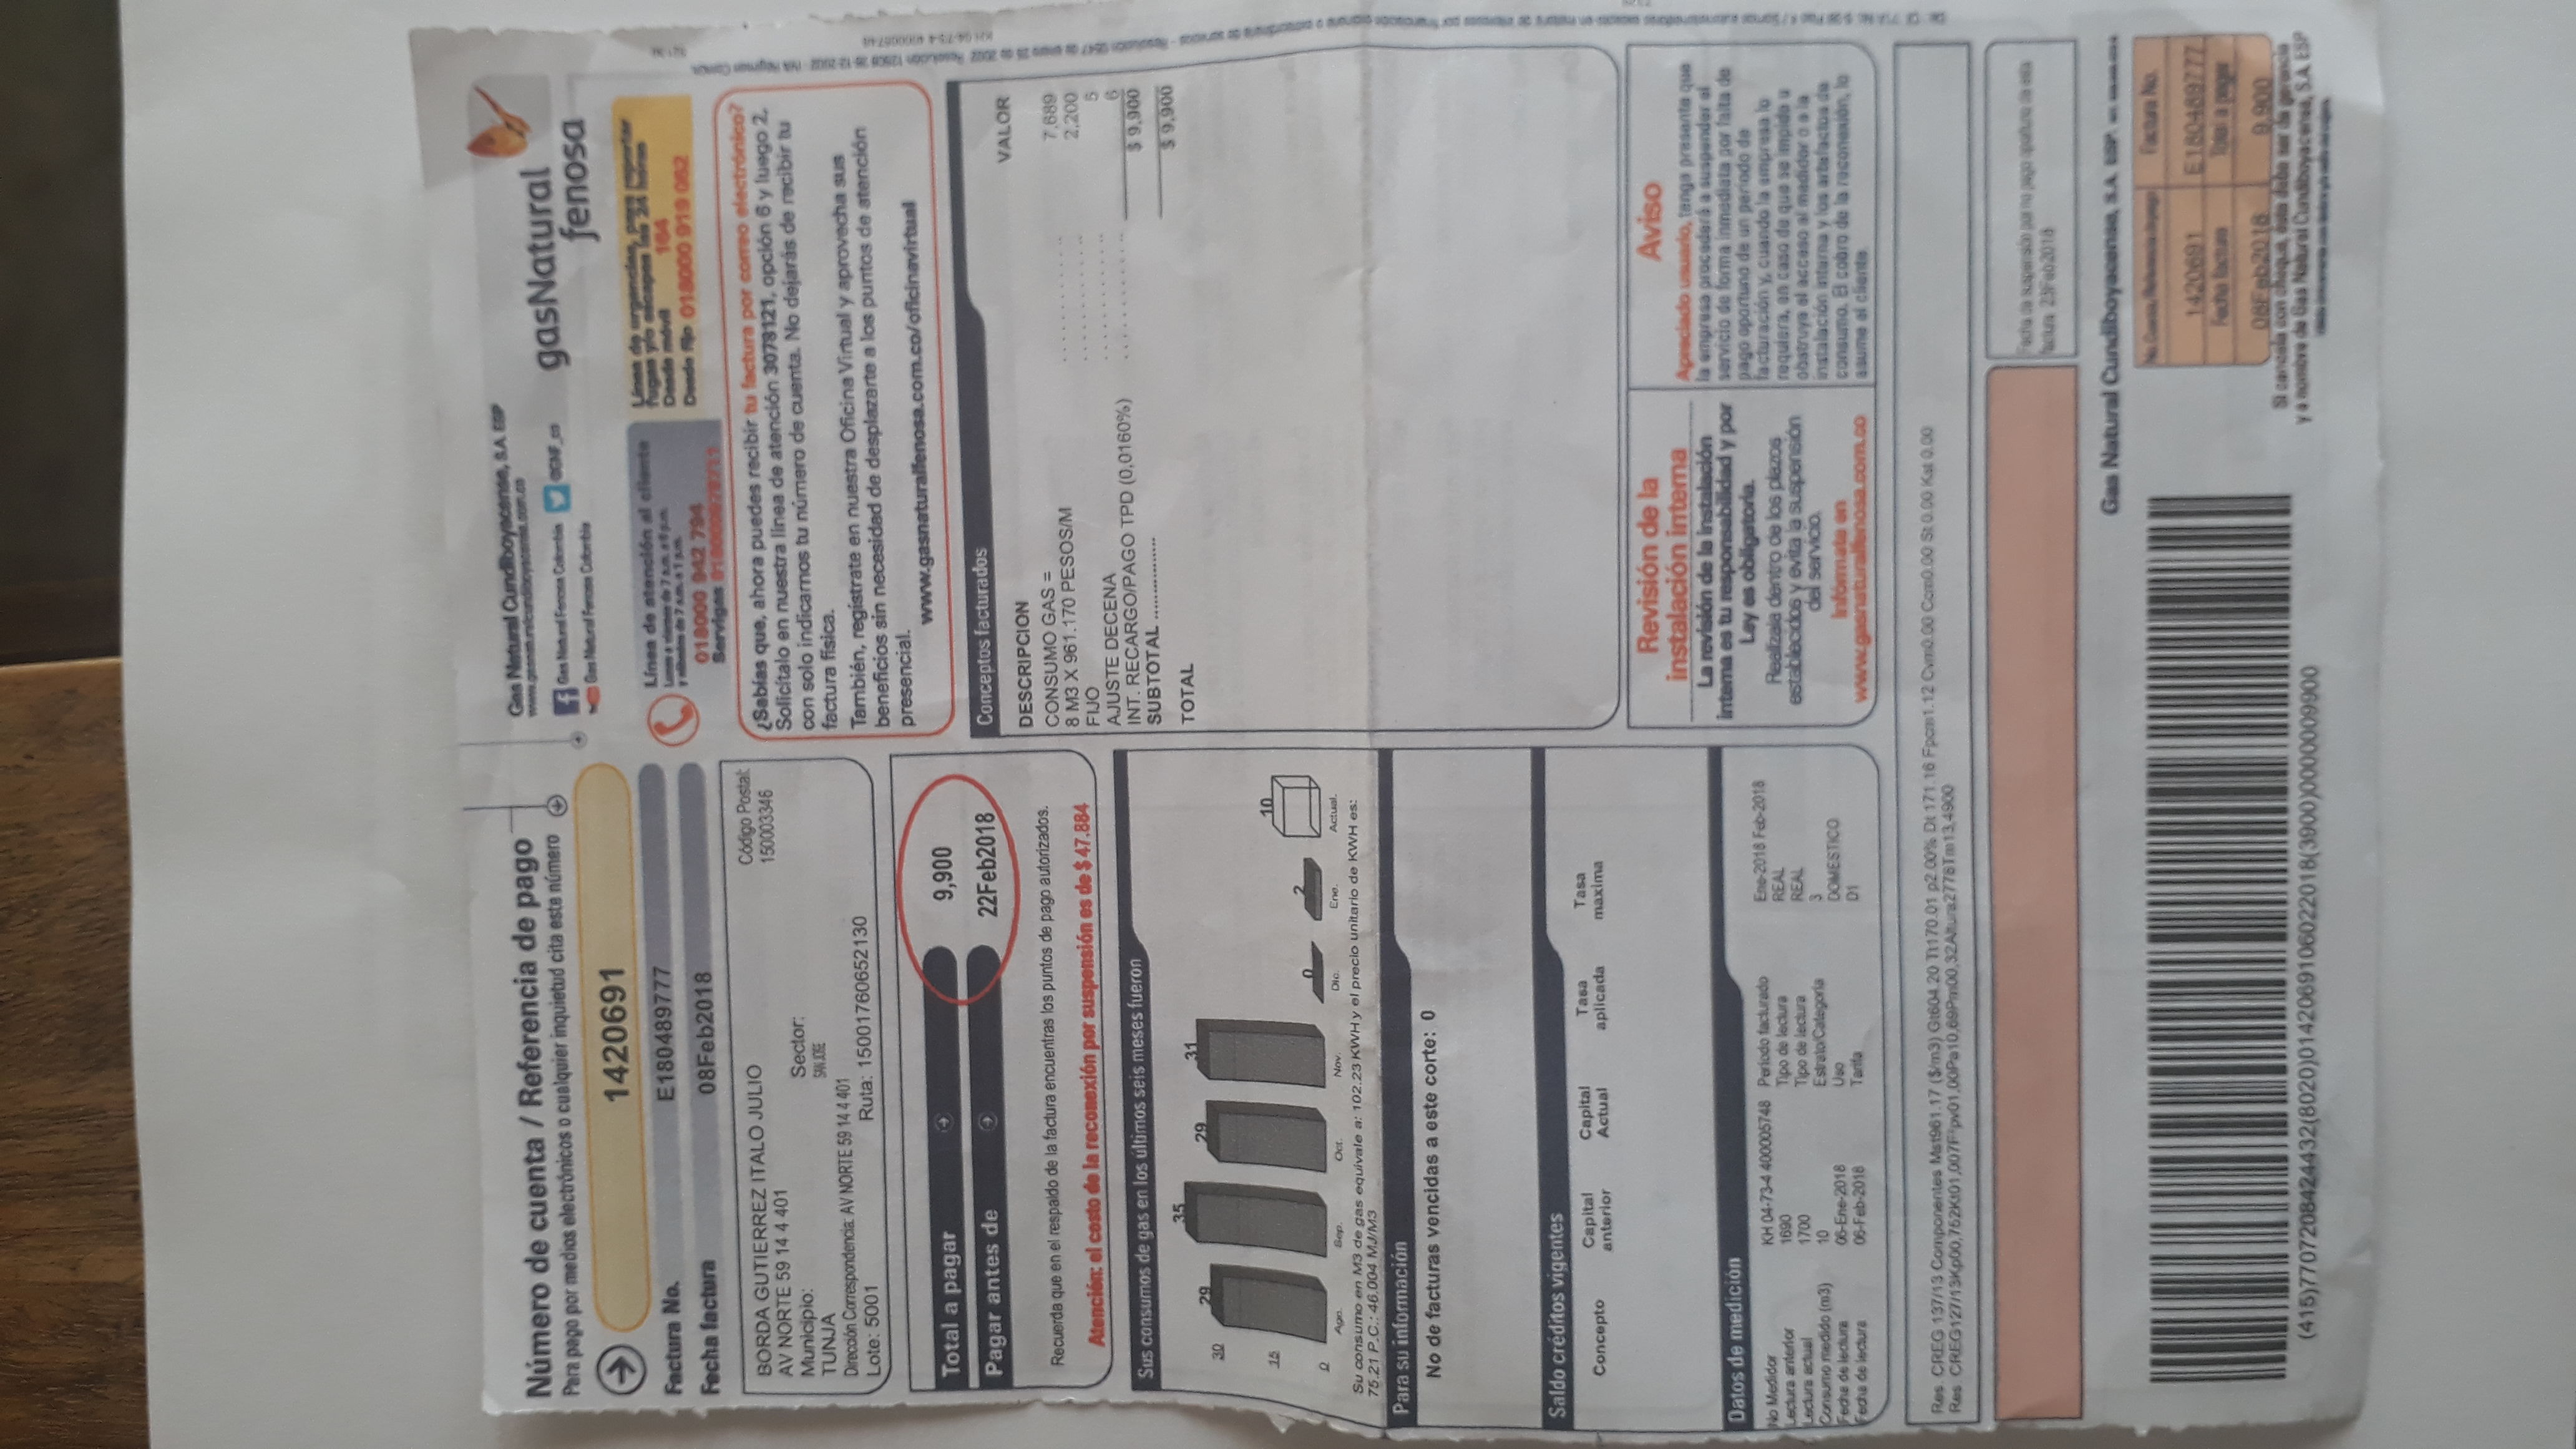 Número de cuenta / Referencia de pago
Para pago por medios electrónicos o cualquier inquietud cita este número
1420691
Factura No. E180489777
Fecha factura 08Feb2018
BORDA GUTIERREZ ITALO JULIO
Código Postal:
150003346
AV NORTE 59 14 4 401
Municipio: Sector:
TUNJA SAN JOSE
Dirección Correspondencia: AV NORTE 59 14 4 401
Lote: 5001 Ruta: 15001760652130
Total a pagar 9,900
Pagar antes de 22Feb2018
Recuerda que en el respaldo de la factura encuentras los puntos de pago autorizados.
Atención: el costo de la reconexión por suspensión es de $ 47.884
Sus consumos de gas en los últimos seis meses fueron
30
15
0
29 35 29 31 0 2 10
Ago. Sep. Oct. Nov. Dic. Ene. Actual.
Su consumo en M3 de gas equivale a: 102.23 KWH y el precio unitario de KWH es:
75.21 P.C.: 46.004 MJ/M3
Para su información
No de facturas vencidas a este corte: 0
Saldo créditos vigentes
Concepto Capital anterior Capital Actual Tasa aplicada Tasa maxima
Datos de medición
No Medidor KH 04-73-4 400005748 Periodo facturado Ene-2018 Feb-2018
Lectura anterior 1690 Tipo de lectura REAL
Lectura actual 1700 Tipo de lectura REAL
Consumo medido (m3) 10 Estrato/Categoría 3
Fecha de lectura 06-Ene-2018 Uso DOMESTICO
Fecha de lectura 06-Feb-2018 Tarifa D1
Gas Natural Cundiboyacense, S.A. ESP
www.gasnaturalcundiboyacense.com.co
Gas Natural Fenosa Colombia @GNF_co
Gas Natural Fenosa Colombia
gasNatural
fenosa
Línea de atención al cliente
Lunes a viernes de 7 a.m. a 6 p.m.
y sábados de 7 a.m. a 1 p.m.
018000 942 794
Servigas
Línea de urgencias, para reportar
fugas y/o escapes las 24 horas
Desde móvil 164
Desde fijo 018000 919 052
¿Sabías que, ahora puedes recibir tu factura por correo electrónico?
Solicítalo en nuestra línea de atención 3078121, opción 6 y luego 2,
con solo indicarnos tu número de cuenta. No dejarás de recibir tu
factura física.
También, regístrate en nuestra Oficina Virtual y aprovecha sus
beneficios sin necesidad de desplazarte a los puntos de atención
presencial.
www.gasnaturalfenosa.com.co/oficinavirtual
Conceptos facturados
DESCRIPCION VALOR
CONSUMO GAS =
8 M3 X 961.170 PESOS/M 7,689
FIJO 2,200
AJUSTE DECENA 5
INT. RECARGO/PAGO TPD (0,0160%) 6
SUBTOTAL ................ $ 9,900
TOTAL $ 9,900
Revisión de la
instalación interna
La revisión de la instalación
interna es tu responsabilidad y por
Ley es obligatoria.
Realízala dentro de los plazos
establecidos y evita la suspensión
del servicio.
Infórmate en
www.gasnaturalfenosa.com.co
Aviso
Apreciado usuario, tenga presente que
la empresa procederá a suspender el
servicio de forma inmediata por falta de
pago oportuno de un periodo de
facturación y, cuando la empresa lo
requiera, en caso de que se impida u
obstruya el acceso al medidor o a la
instalación interna y los artefactos de
consumo. El cobro de la reconexión, lo
asume el cliente.
Res. CREG 137/13 Componentes Mst961.17 ($/m3) Gt604.20 Tt170.01 p2.00% Dt 171.16 Fpcm1.12 Cvm0.00 Ccm0.00 St 0.00 Kst 0.00
Res. CREG127/13Kp00,752Kt01,007F²pv01,00Pa10,69Pm00,32Altura2778Tm13,4900
Fecha de suspensión por no pago oportuno de esta
factura 23Feb2018
Gas Natural Cundiboyacense, S.A. ESP.
No. Cuenta/Referencia de pago Factura No.
1420691 E180489777
Fecha factura Total a pagar
08Feb2018 9,900
Si cancela con cheque, éste debe ser de gerencia
y a nombre de Gas Natural Cundiboyacense, S.A. ESP
(415)7707208424432(8020)0142069106022018(3900)0000009900